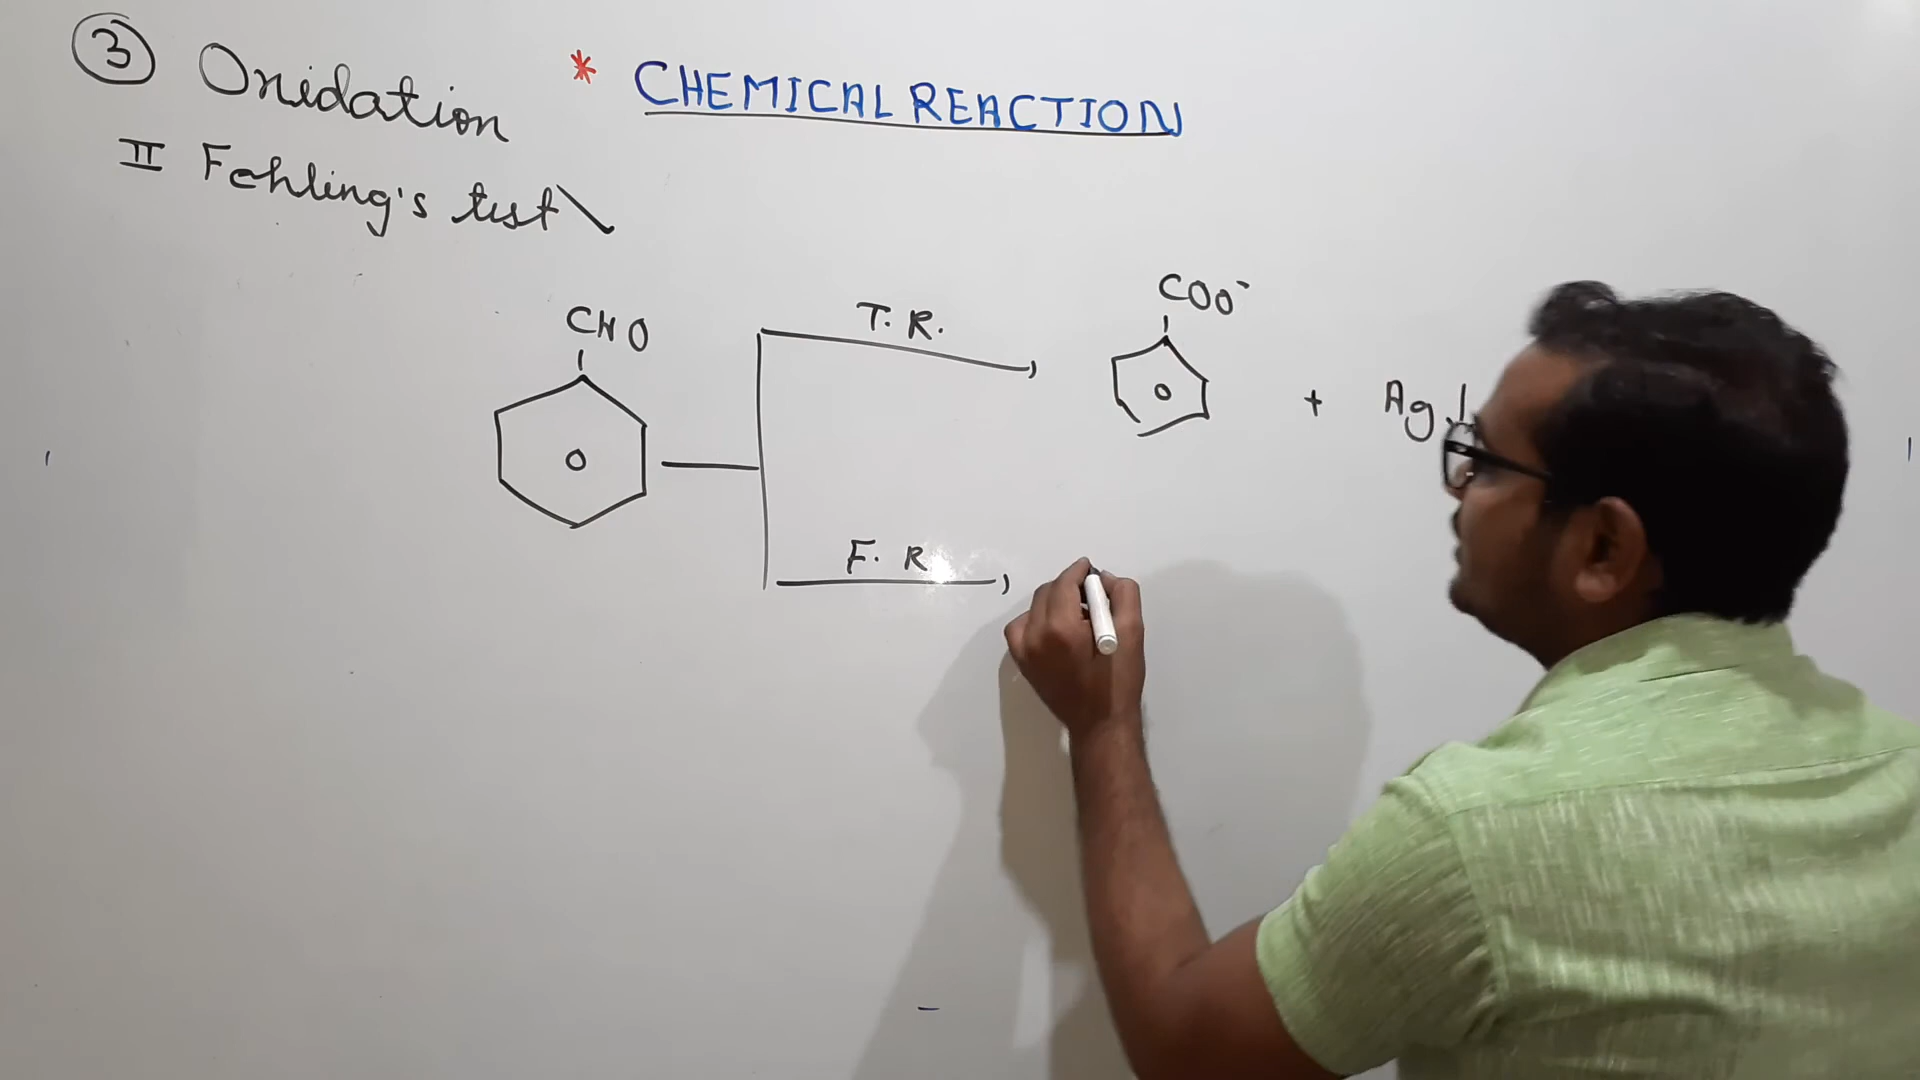 ③ Oxidation
* CHEMICAL REACTION
II Fehling's test
CHO
T. R.
COO⁻
+ Ag ↓
F. R